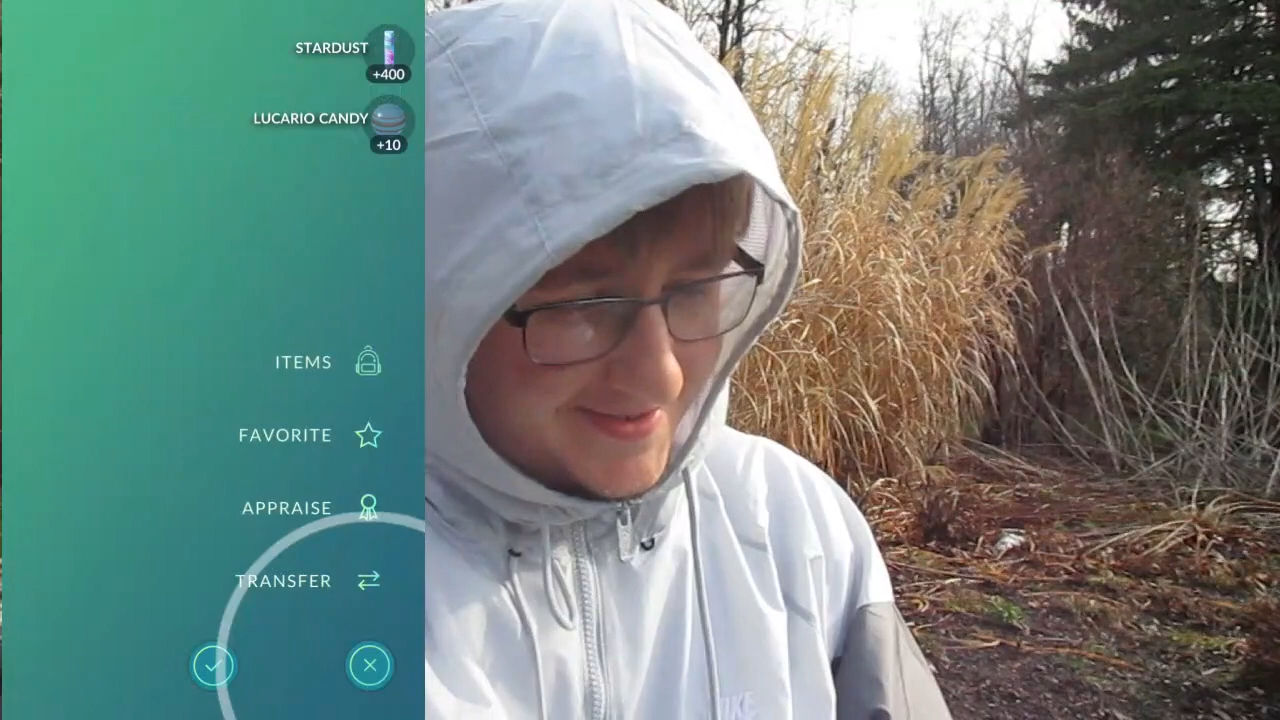 STARDUST
+400
LUCARIO CANDY
+10
ITEMS
FAVORITE
APPRAISE
TRANSFER